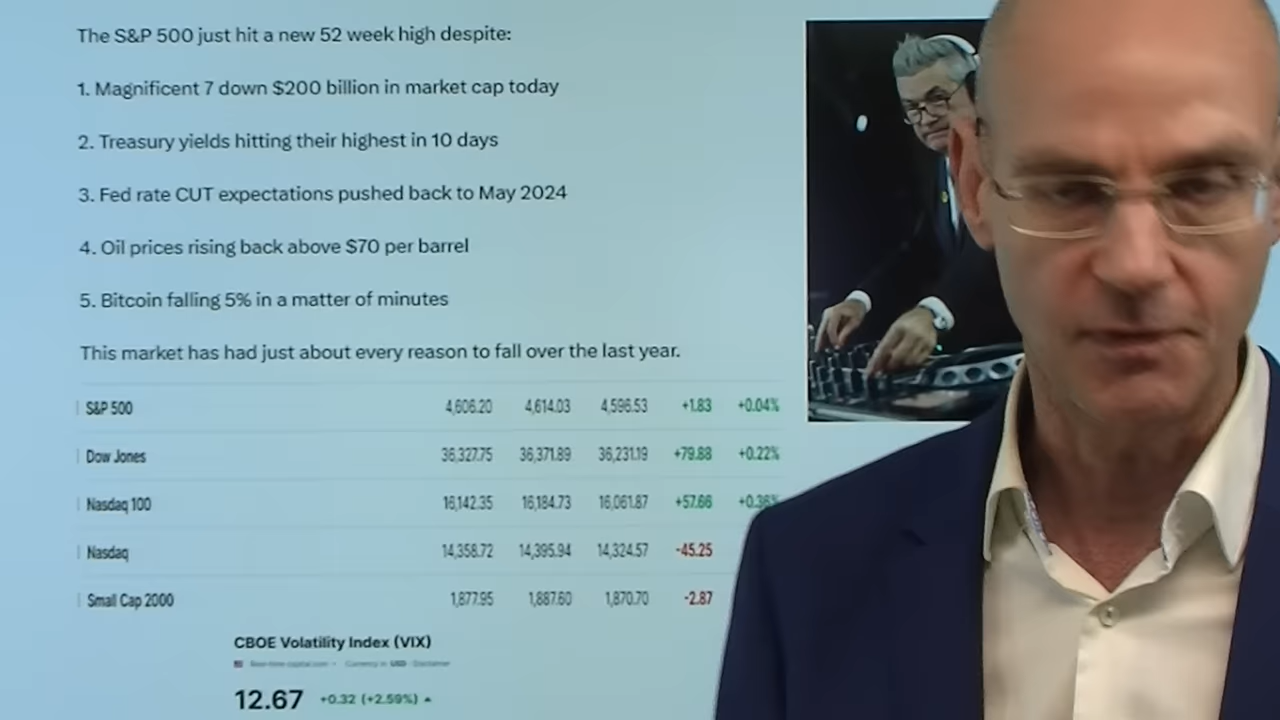 The S&P 500 just hit a new 52 week high despite:
1. Magnificent 7 down $200 billion in market cap today
2. Treasury yields hitting their highest in 10 days
3. Fed rate CUT expectations pushed back to May 2024
4. Oil prices rising back above $70 per barrel
5. Bitcoin falling 5% in a matter of minutes
This market has had just about every reason to fall over the last year.
S&P 500 4,606.20 4,614.03 4,596.53 +1.83 +0.04%
Dow Jones 36,327.75 36,371.89 36,231.19 +79.88 +0.22%
Nasdaq 100 16,142.35 16,184.73 16,061.87 +57.66 +0.36%
Nasdaq 14,358.72 14,395.94 14,324.57 -45.25
Small Cap 2000 1,877.95 1,887.60 1,870.70 -2.87
CBOE Volatility Index (VIX)
Currency in USD Disclaimer
12.67 +0.32 (+2.59%)